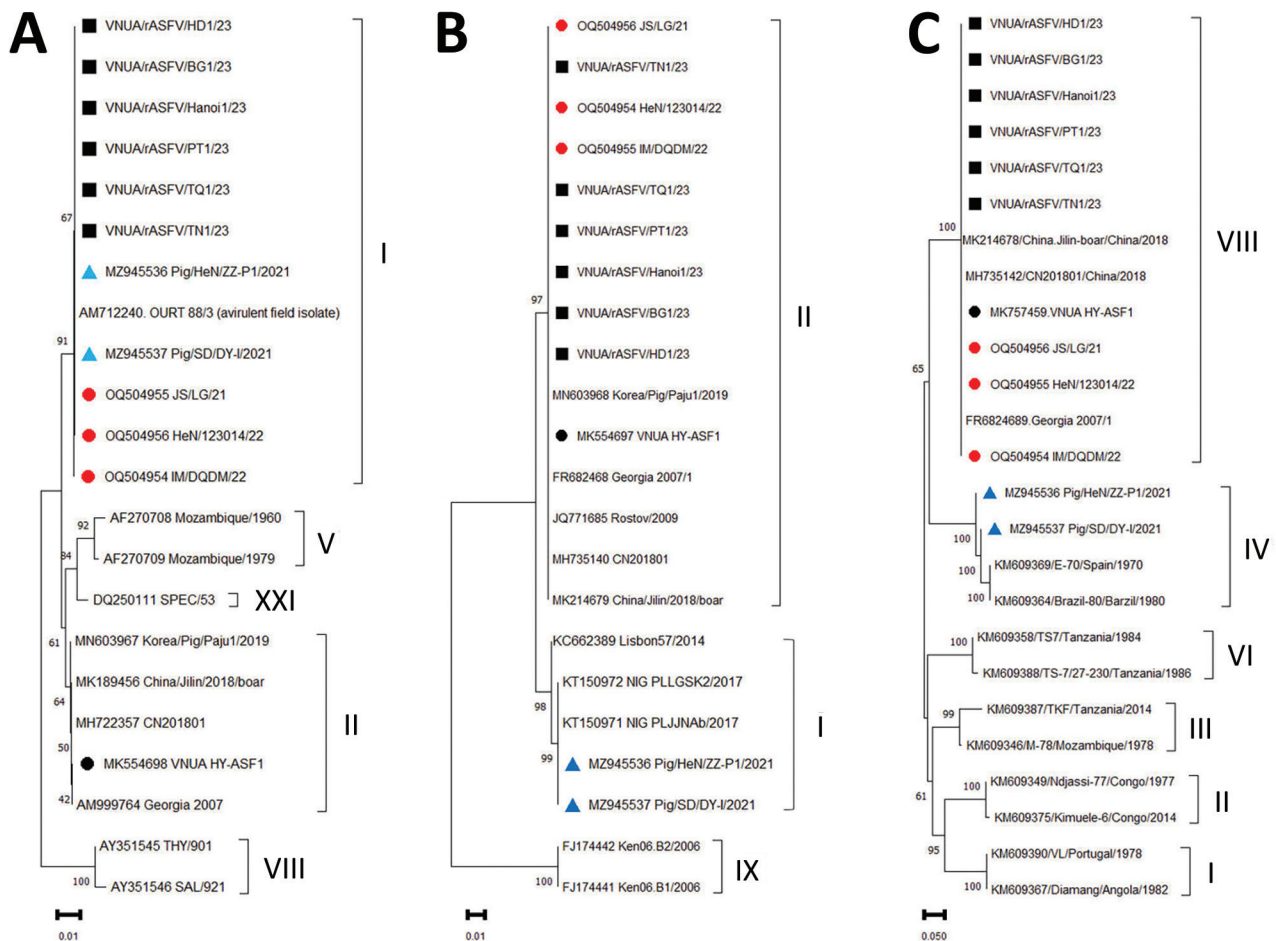 A
VNUA/rASFV/HD1/23
VNUA/rASFV/BG1/23
VNUA/rASFV/Hanoi1/23
VNUA/rASFV/PT1/23
VNUA/rASFV/TQ1/23
67
VNUA/rASFV/TN1/23
I
MZ945536 Pig/HeN/ZZ-P1/2021
AM712240. OURT 88/3 (avirulent field isolate)
91
MZ945537 Pig/SD/DY-I/2021
OQ504955 JS/LG/21
OQ504956 HeN/123014/22
OQ504954 IM/DQDM/22
AF270708 Mozambique/1960
92
V
84
AF270709 Mozambique/1979
DQ250111 SPEC/53
XXI
61
MN603967 Korea/Pig/Paju1/2019
MK189456 China/Jilin/2018/boar
64
MH722357 CN201801
II
50
MK554698 VNUA HY-ASF1
42
AM999764 Georgia 2007
AY351545 THY/901
VIII
100
AY351546 SAL/921
0.01
B
OQ504956 JS/LG/21
VNUA/rASFV/TN1/23
OQ504954 HeN/123014/22
OQ504955 IM/DQDM/22
VNUA/rASFV/TQ1/23
VNUA/rASFV/PT1/23
VNUA/rASFV/Hanoi1/23
97
VNUA/rASFV/BG1/23
II
VNUA/rASFV/HD1/23
MN603968 Korea/Pig/Paju1/2019
MK554697 VNUA HY-ASF1
FR682468 Georgia 2007/1
JQ771685 Rostov/2009
MH735140 CN201801
MK214679 China/Jilin/2018/boar
KC662389 Lisbon57/2014
KT150972 NIG PLLGSK2/2017
98
KT150971 NIG PLJJNAb/2017
I
99
MZ945536 Pig/HeN/ZZ-P1/2021
MZ945537 Pig/SD/DY-I/2021
FJ174442 Ken06.B2/2006
IX
100
FJ174441 Ken06.B1/2006
0.01
C
VNUA/rASFV/HD1/23
VNUA/rASFV/BG1/23
VNUA/rASFV/Hanoi1/23
VNUA/rASFV/PT1/23
VNUA/rASFV/TQ1/23
VNUA/rASFV/TN1/23
100
MK214678/China.Jilin-boar/China/2018
VIII
MH735142/CN201801/China/2018
MK757459.VNUA HY-ASF1
OQ504956 JS/LG/21
65
OQ504955 HeN/123014/22
FR6824689.Georgia 2007/1
OQ504954 IM/DQDM/22
MZ945536 Pig/HeN/ZZ-P1/2021
MZ945537 Pig/SD/DY-I/2021
100
IV
KM609369/E-70/Spain/1970
100
KM609364/Brazil-80/Barzil/1980
100
KM609358/TS7/Tanzania/1984
100
VI
KM609388/TS-7/27-230/Tanzania/1986
KM609387/TKF/Tanzania/2014
99
III
KM609346/M-78/Mozambique/1978
KM609349/Ndjassi-77/Congo/1977
100
61
II
KM609375/Kimuele-6/Congo/2014
95
KM609390/VL/Portugal/1978
I
100
KM609367/Diamang/Angola/1982
0.050